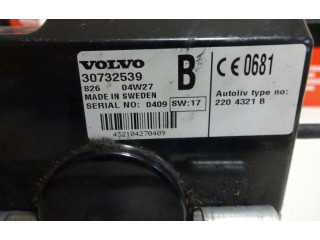 VOLVO
30732539
826 04W27
MADE IN SWEDEN
SERIAL NO: 0409 SW:17
432104270409
B
CE 0681
Autoliv type no:
220 4321 B